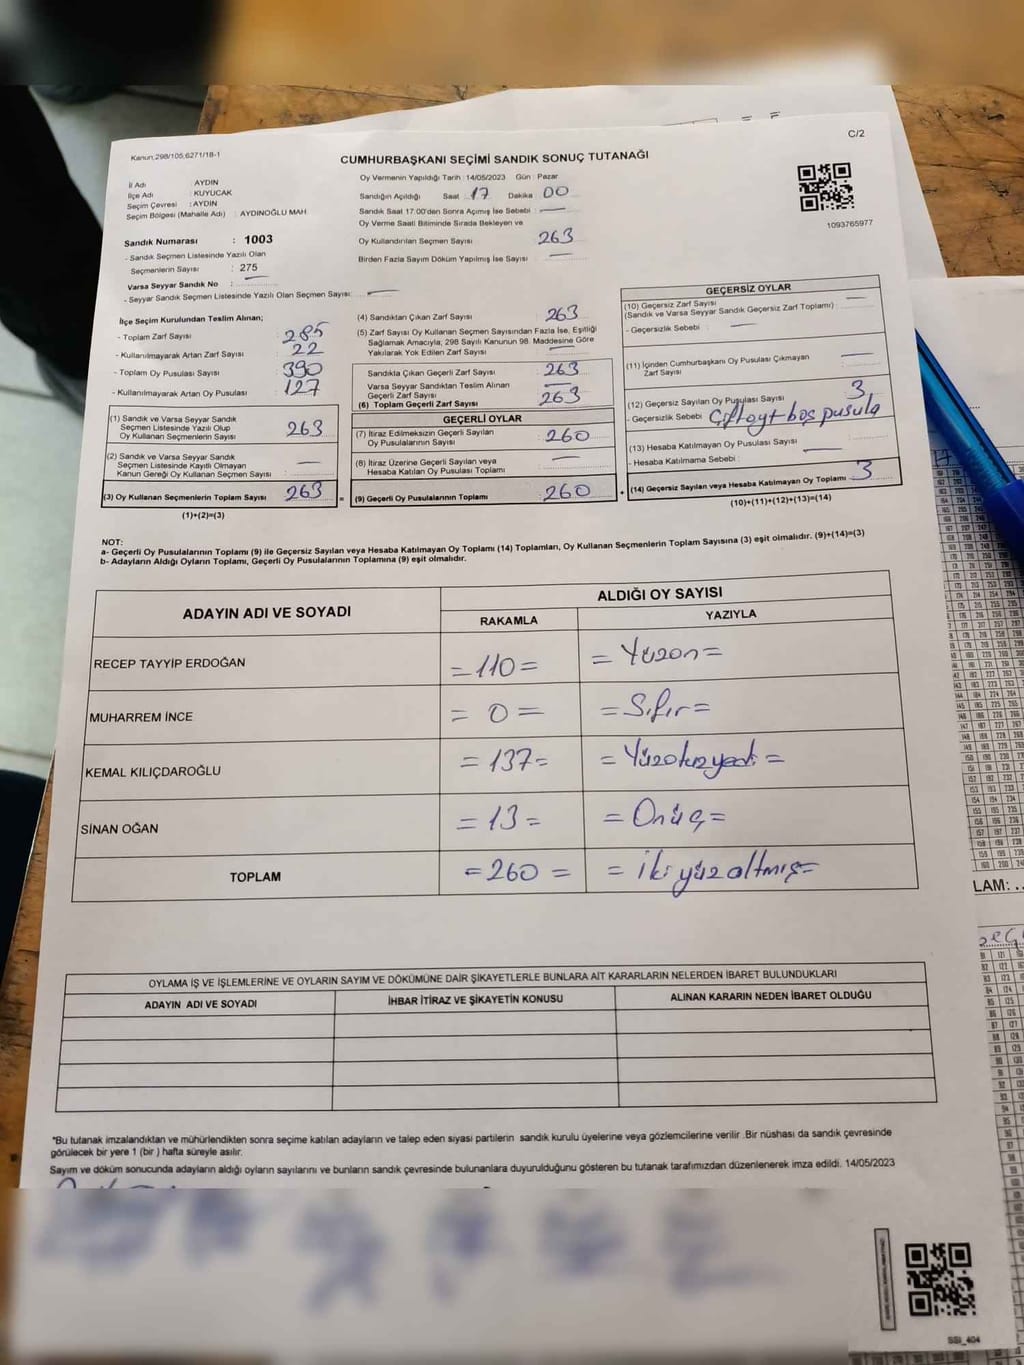 C/2
Kanun,298/105,6271/18-1
CUMHURBAŞKANI SEÇİMİ SANDIK SONUÇ TUTANAĞI
İl Adı : AYDIN
İlçe Adı : KUYUCAK
Seçim Çevresi : AYDIN
Seçim Bölgesi (Mahalle Adı) : AYDINOĞLU MAH.
Sandık Numarası : 1003
- Sandık Seçmen Listesinde Yazılı Olan
Seçmenlerin Sayısı : 275
Varsa Seyyar Sandık No :
- Seyyar Sandık Seçmen Listesinde Yazılı Olan Seçmen Sayısı:
Oy Vermenin Yapıldığı Tarih :14/05/2023 Gün : Pazar
Sandığın Açıldığı Saat 17 Dakika 00
Sandık Saat 17:00'den Sonra Açımış İse Sebebi :
Oy Verme Saati Bitiminde Sırada Bekleyen ve
Oy Kullandırılan Seçmen Sayısı 263
Birden Fazla Sayım Döküm Yapılmış İse Sayısı
1093765977
İlçe Seçim Kurulundan Teslim Alınan;
- Toplam Zarf Sayısı : 285
- Kullanılmayarak Artan Zarf Sayısı : 22
- Toplam Oy Pusulası Sayısı : 390
- Kullanılmayarak Artan Oy Pusulası : 127
(1) Sandık ve Varsa Seyyar Sandık
Seçmen Listesinde Yazılı Olup
Oy Kullanan Seçmenlerin Sayısı : 263
(2) Sandık ve Varsa Seyyar Sandık
Seçmen Listesinde Kayıtlı Olmayan
Kanun Gereği Oy Kullanan Seçmen Sayısı :
(3) Oy Kullanan Seçmenlerin Toplam Sayısı : 263
(1)+(2)=(3)
(4) Sandıktan Çıkan Zarf Sayısı 263
(5) Zarf Sayısı Oy Kullanan Seçmen Sayısından Fazla İse, Eşitliği
Sağlamak Amacıyla; 298 Sayılı Kanunun 98. Maddesine Göre
Yakılarak Yok Edilen Zarf Sayısı :
Sandıkta Çıkan Geçerli Zarf Sayısı : 263
Varsa Seyyar Sandıktan Teslim Alınan
Geçerli Zarf Sayısı :
(6) Toplam Geçerli Zarf Sayısı 263
GEÇERLİ OYLAR
(7) İtiraz Edilmeksizin Geçerli Sayılan
Oy Pusulalarının Sayısı : 260
(8) İtiraz Üzerine Geçerli Sayılan veya
Hesaba Katılan Oy Pusulası Toplamı :
= (9) Geçerli Oy Pusulalarının Toplamı 260 +
GEÇERSİZ OYLAR
(10) Geçersiz Zarf Sayısı
(Sandık ve Varsa Seyyar Sandık Geçersiz Zarf Toplamı) :
- Geçersizlik Sebebi :
(11) İçinden Cumhurbaşkanı Oy Pusulası Çıkmayan
Zarf Sayısı
(12) Geçersiz Sayılan Oy Pusulası Sayısı : 3
- Geçersizlik Sebebi : Çift oy+boş pusula
(13) Hesaba Katılmayan Oy Pusulası Sayısı :
- Hesaba Katılmama Sebebi :
(14) Geçersiz Sayılan veya Hesaba Katılmayan Oy Toplamı : 3
(10)+(11)+(12)+(13)=(14)
NOT:
a- Geçerli Oy Pusulalarının Toplamı (9) ile Geçersiz Sayılan veya Hesaba Katılmayan Oy Toplamı (14) Toplamları, Oy Kullanan Seçmenlerin Toplam Sayısına (3) eşit olmalıdır. (9)+(14)=(3)
b- Adayların Aldığı Oyların Toplamı, Geçerli Oy Pusulalarının Toplamına (9) eşit olmalıdır.
ADAYIN ADI VE SOYADI
ALDIĞI OY SAYISI
RAKAMLA YAZIYLA
RECEP TAYYİP ERDOĞAN =110= =Yüzon=
MUHARREM İNCE =0= =Sıfır=
KEMAL KILIÇDAROĞLU =137= =Yüzotuzyedi=
SİNAN OĞAN =13= =Onüç=
TOPLAM =260= =İkiyüzaltmış=
OYLAMA İŞ VE İŞLEMLERİNE VE OYLARIN SAYIM VE DÖKÜMÜNE DAİR ŞİKAYETLERLE BUNLARA AİT KARARLARIN NELERDEN İBARET BULUNDUKLARI
ADAYIN ADI VE SOYADI İHBAR İTİRAZ VE ŞİKAYETİN KONUSU ALINAN KARARIN NEDEN İBARET OLDUĞU
*Bu tutanak imzalandıktan ve mühürlendikten sonra seçime katılan adayların ve talep eden siyasi partilerin sandık kurulu üyelerine veya gözlemcilerine verilir .Bir nüshası da sandık çevresinde
görülecek bir yere 1 (bir ) hafta süreyle asılır.
Sayım ve döküm sonucunda adayların aldığı oyların sayılarını ve bunların sandık çevresinde bulunanlara duyurulduğunu gösteren bu tutanak tarafımızdan düzenlenerek imza edildi. 14/05/2023
LAM: ..
SSI_404